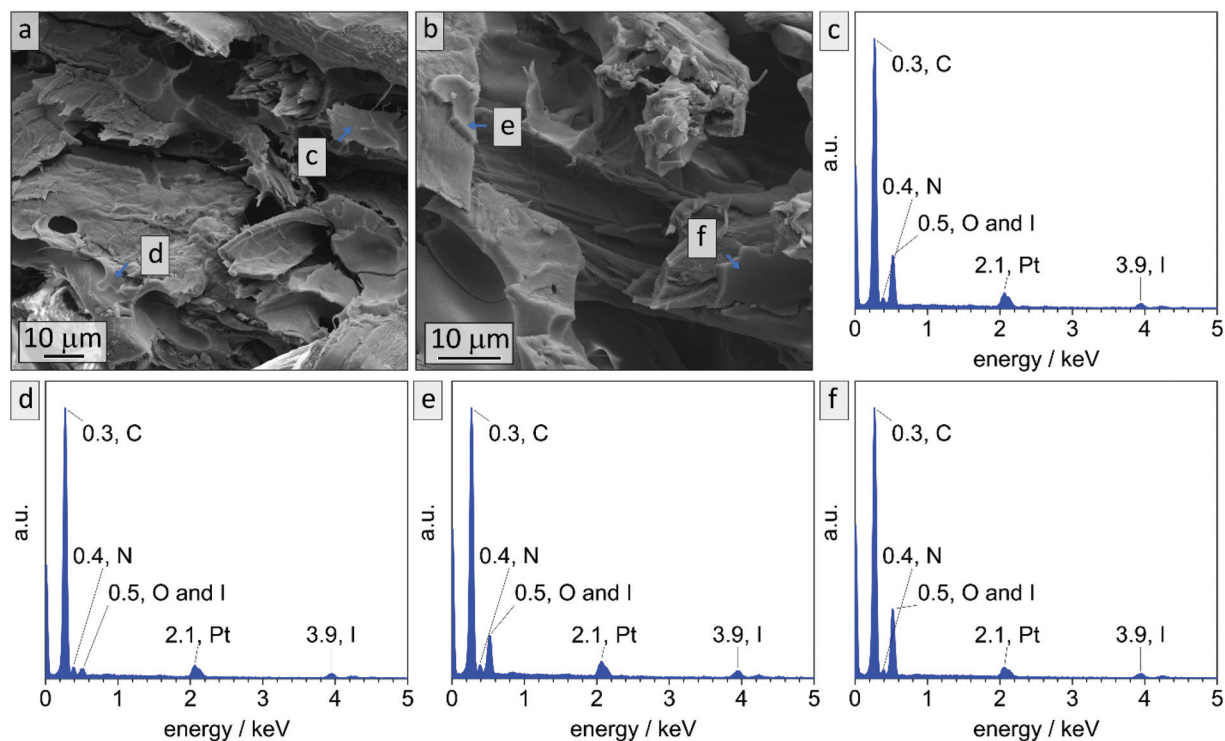 a
c
d
10 µm
b
e
f
10 µm
c
a.u.
0.3, C
0.4, N
0.5, O and I
2.1, Pt
3.9, I
0 1 2 3 4 5
energy / keV
d
a.u.
0.3, C
0.4, N
0.5, O and I
2.1, Pt
3.9, I
0 1 2 3 4 5
energy / keV
e
a.u.
0.3, C
0.4, N
0.5, O and I
2.1, Pt
3.9, I
0 1 2 3 4 5
energy / keV
f
a.u.
0.3, C
0.4, N
0.5, O and I
2.1, Pt
3.9, I
0 1 2 3 4 5
energy / keV